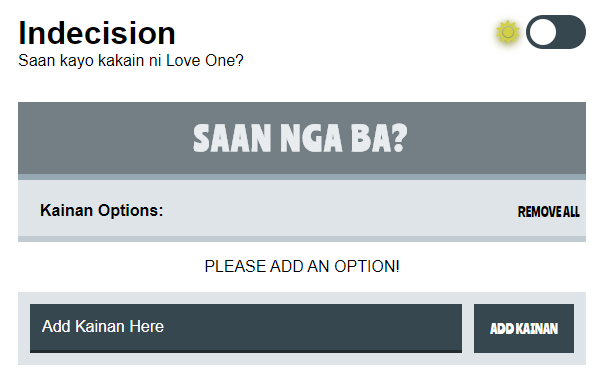 Indecision
Saan kayo kakain ni Love One?
SAAN NGA BA?
Kainan Options:
REMOVE ALL
PLEASE ADD AN OPTION!
Add Kainan Here
ADD KAINAN